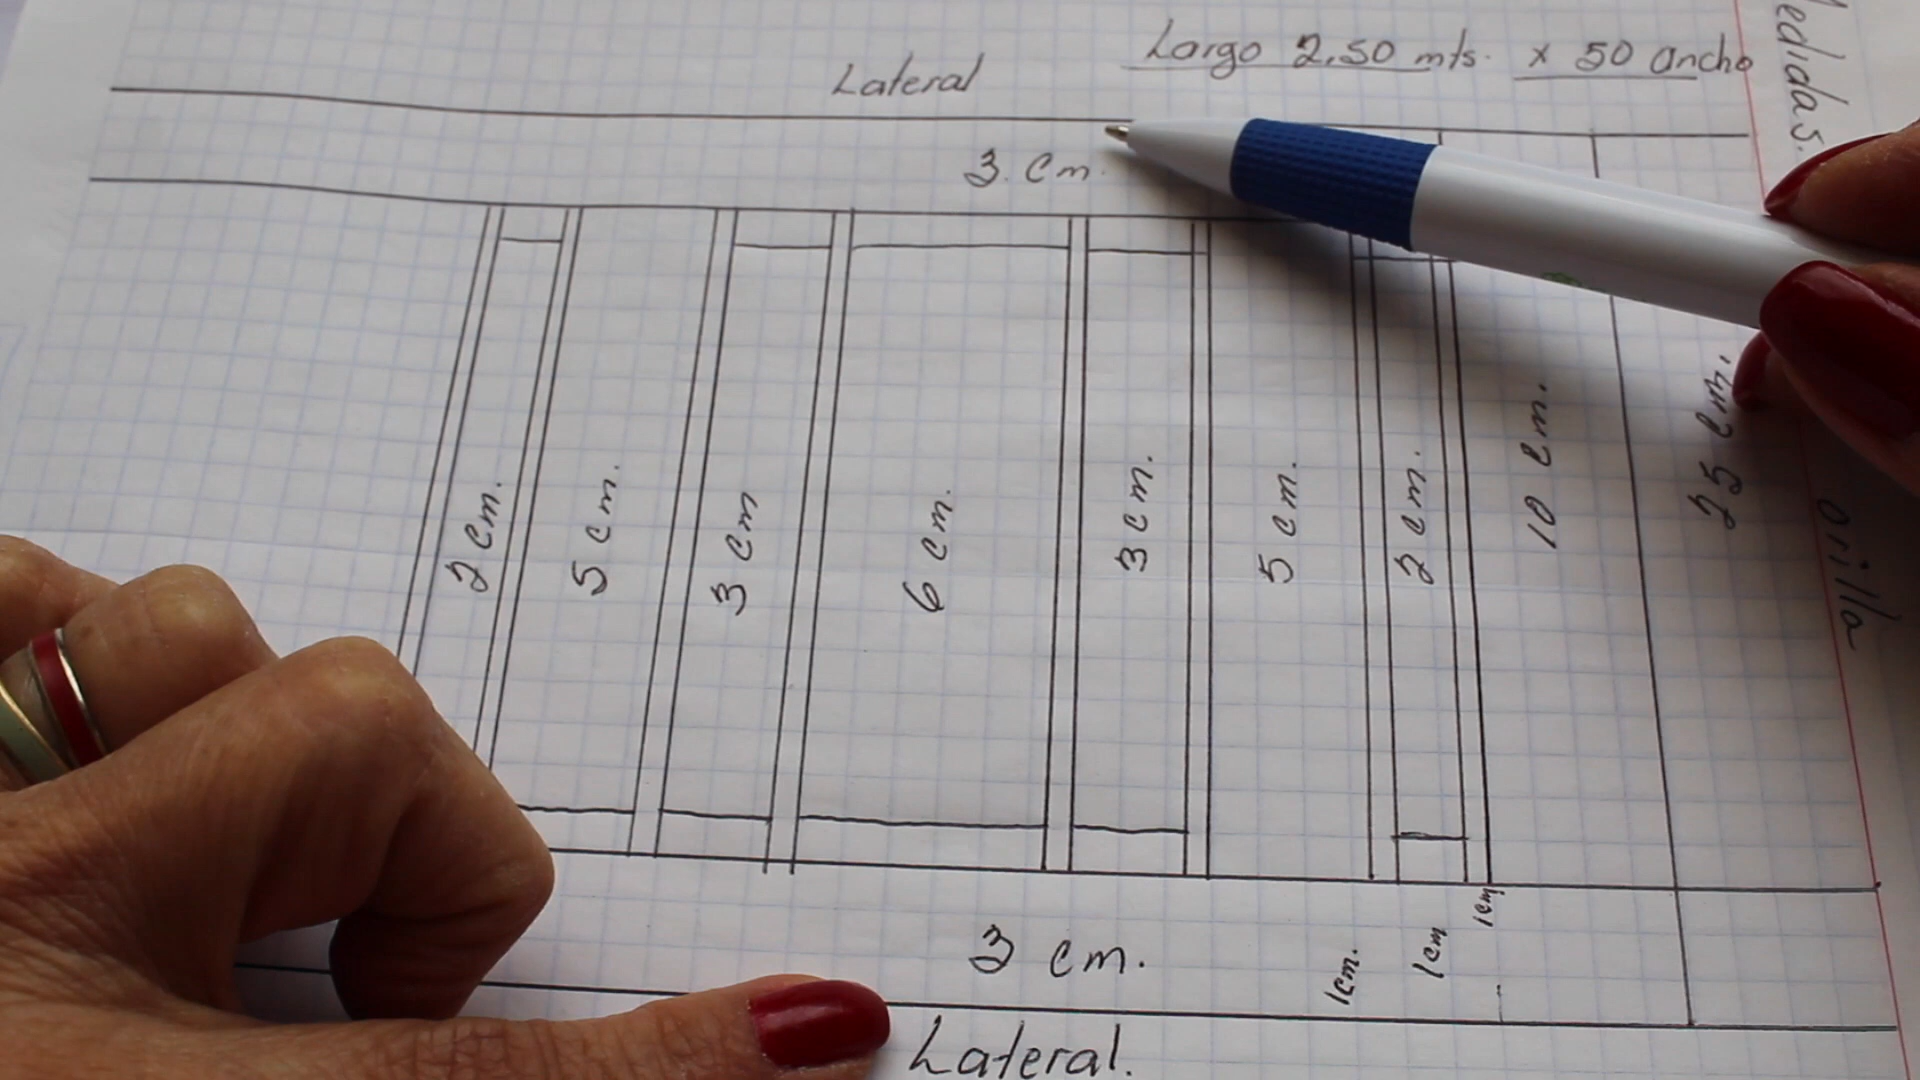 Largo 2,50 mts. x 50 ancho
Medidas.
Lateral
3. Cm.
2 Cm.
5 cm.
3 cm
6 cm.
3 cm.
5 cm.
2 cm.
10 cm.
25 cm.
orilla
3 cm.
1cm.
1cm
1cm
Lateral.